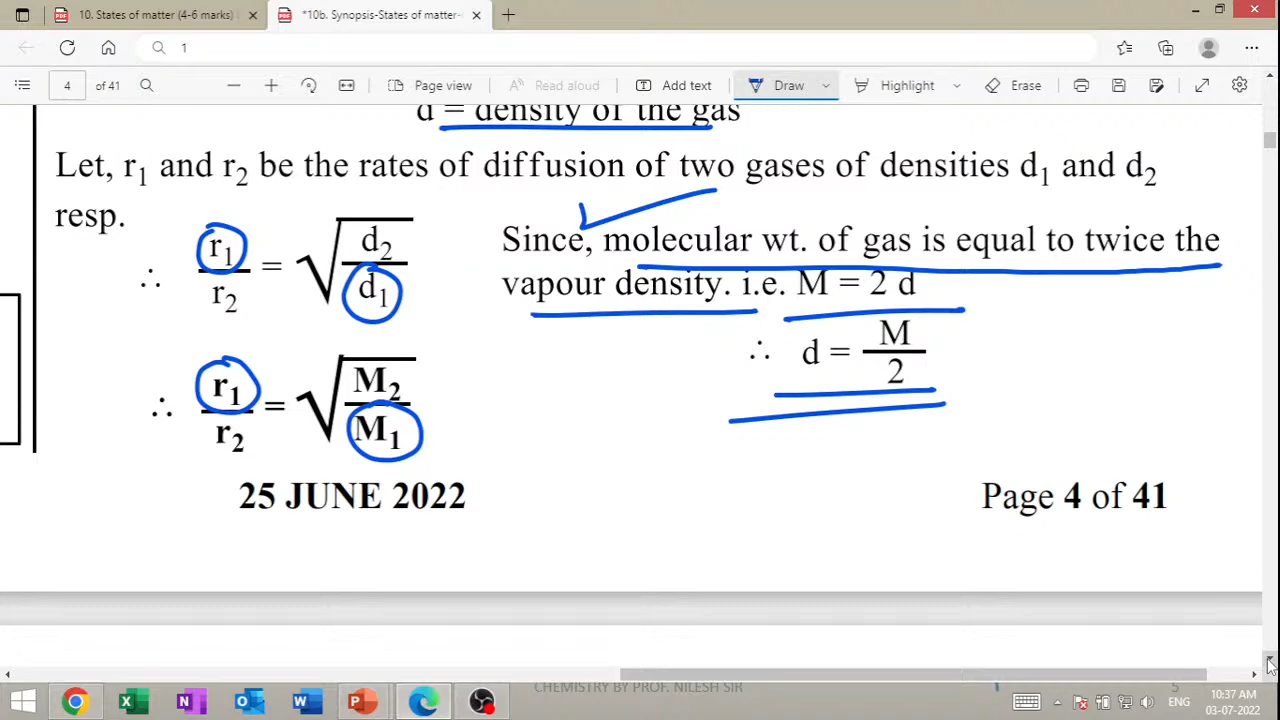 10. States of matter (4-6 marks)
*10b. Synopsis-States of matter-
1
4 of 41
Page view
Read aloud
Add text
Draw
Highlight
Erase
d = density of the gas
Let, r₁ and r₂ be the rates of diffusion of two gases of densities d₁ and d₂
resp.
∴ r₁/r₂ = √(d₂/d₁)
Since, molecular wt. of gas is equal to twice the
vapour density. i.e. M = 2 d
∴ d = M/2
∴ r₁/r₂ = √(M₂/M₁)
25 JUNE 2022
Page 4 of 41
CHEMISTRY BY PROF. NILESH SIR
5
ENG
10:37 AM
03-07-2022